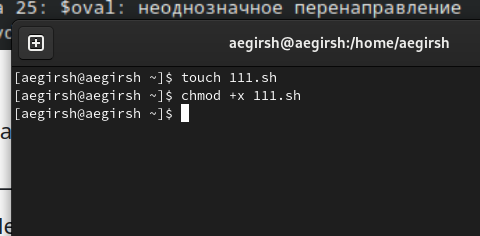 25: $oval: неоднозначное перенаправление
aegirsh@aegirsh:/home/aegirsh
[aegirsh@aegirsh ~]$ touch 111.sh
[aegirsh@aegirsh ~]$ chmod +x 111.sh
[aegirsh@aegirsh ~]$